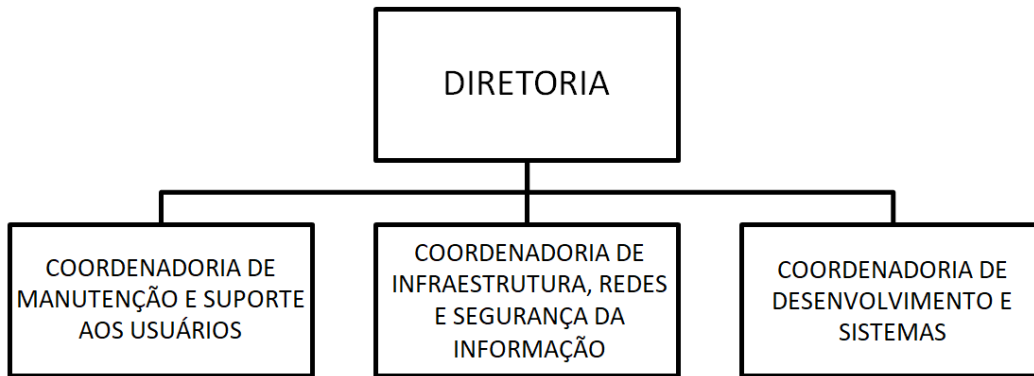 DIRETORIA
COORDENADORIA DE
MANUTENÇÃO E SUPORTE
AOS USUÁRIOS
COORDENADORIA DE
INFRAESTRUTURA, REDES
E SEGURANÇA DA
INFORMAÇÃO
COORDENADORIA DE
DESENVOLVIMENTO E
SISTEMAS